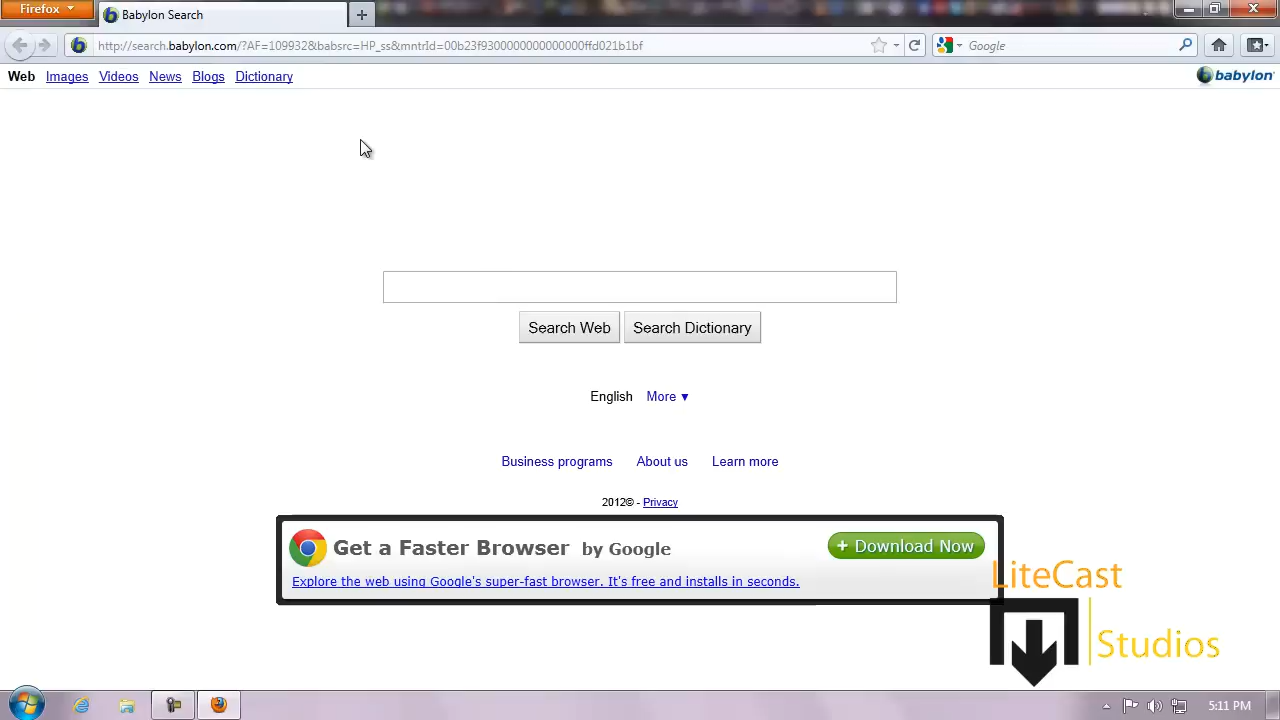 Firefox
Babylon Search
http://search.babylon.com/?AF=109932&babsrc=HP_ss&mntrId=00b23f93000000000000ffd021b1bf
Google
Web Images Videos News Blogs Dictionary
babylon
Search Web Search Dictionary
English More ▼
Business programs About us Learn more
2012© - Privacy
Get a Faster Browser by Google
+ Download Now
Explore the web using Google's super-fast browser. It's free and installs in seconds.
LiteCast
Studios
5:11 PM